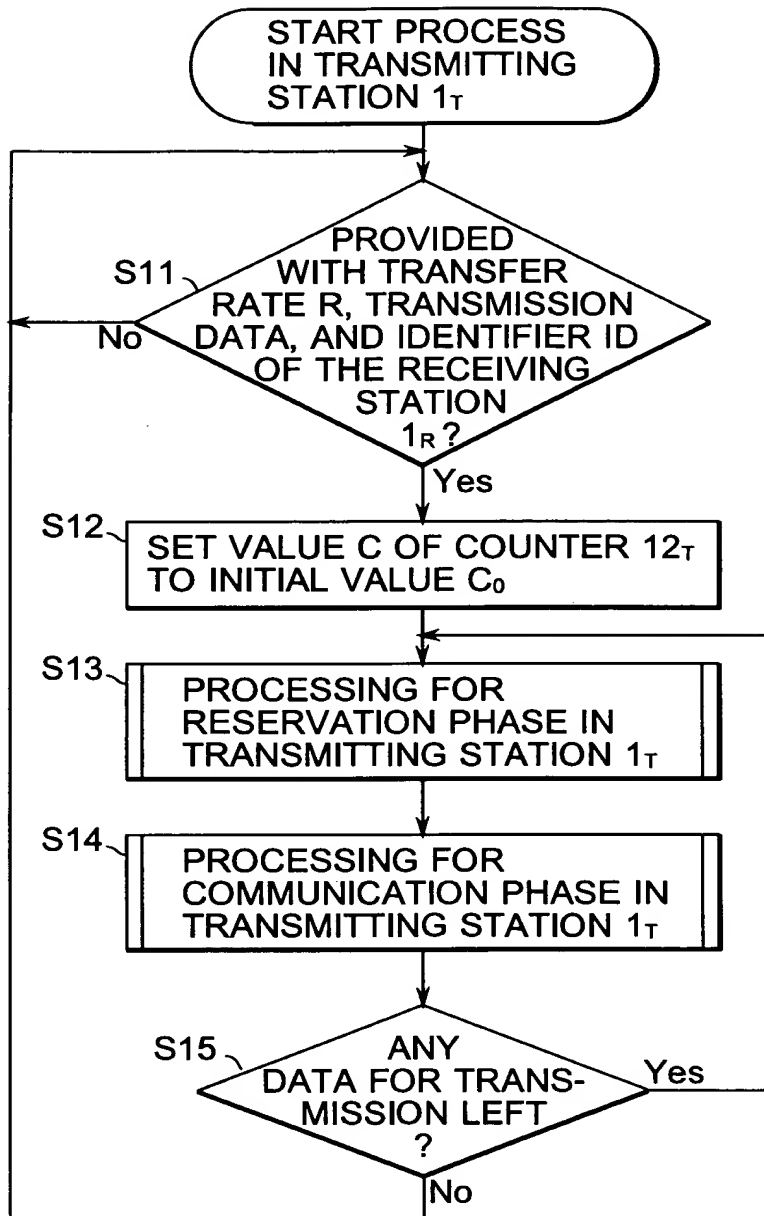 START PROCESS
IN TRANSMITTING
STATION 1T
S11
PROVIDED
WITH TRANSFER
RATE R, TRANSMISSION
DATA, AND IDENTIFIER ID
OF THE RECEIVING
STATION
1R ?
No
Yes
S12
SET VALUE C OF COUNTER 12T
TO INITIAL VALUE C0
S13
PROCESSING FOR
RESERVATION PHASE IN
TRANSMITTING STATION 1T
S14
PROCESSING FOR
COMMUNICATION PHASE IN
TRANSMITTING STATION 1T
S15
ANY
DATA FOR TRANS-
MISSION LEFT
?
Yes
No